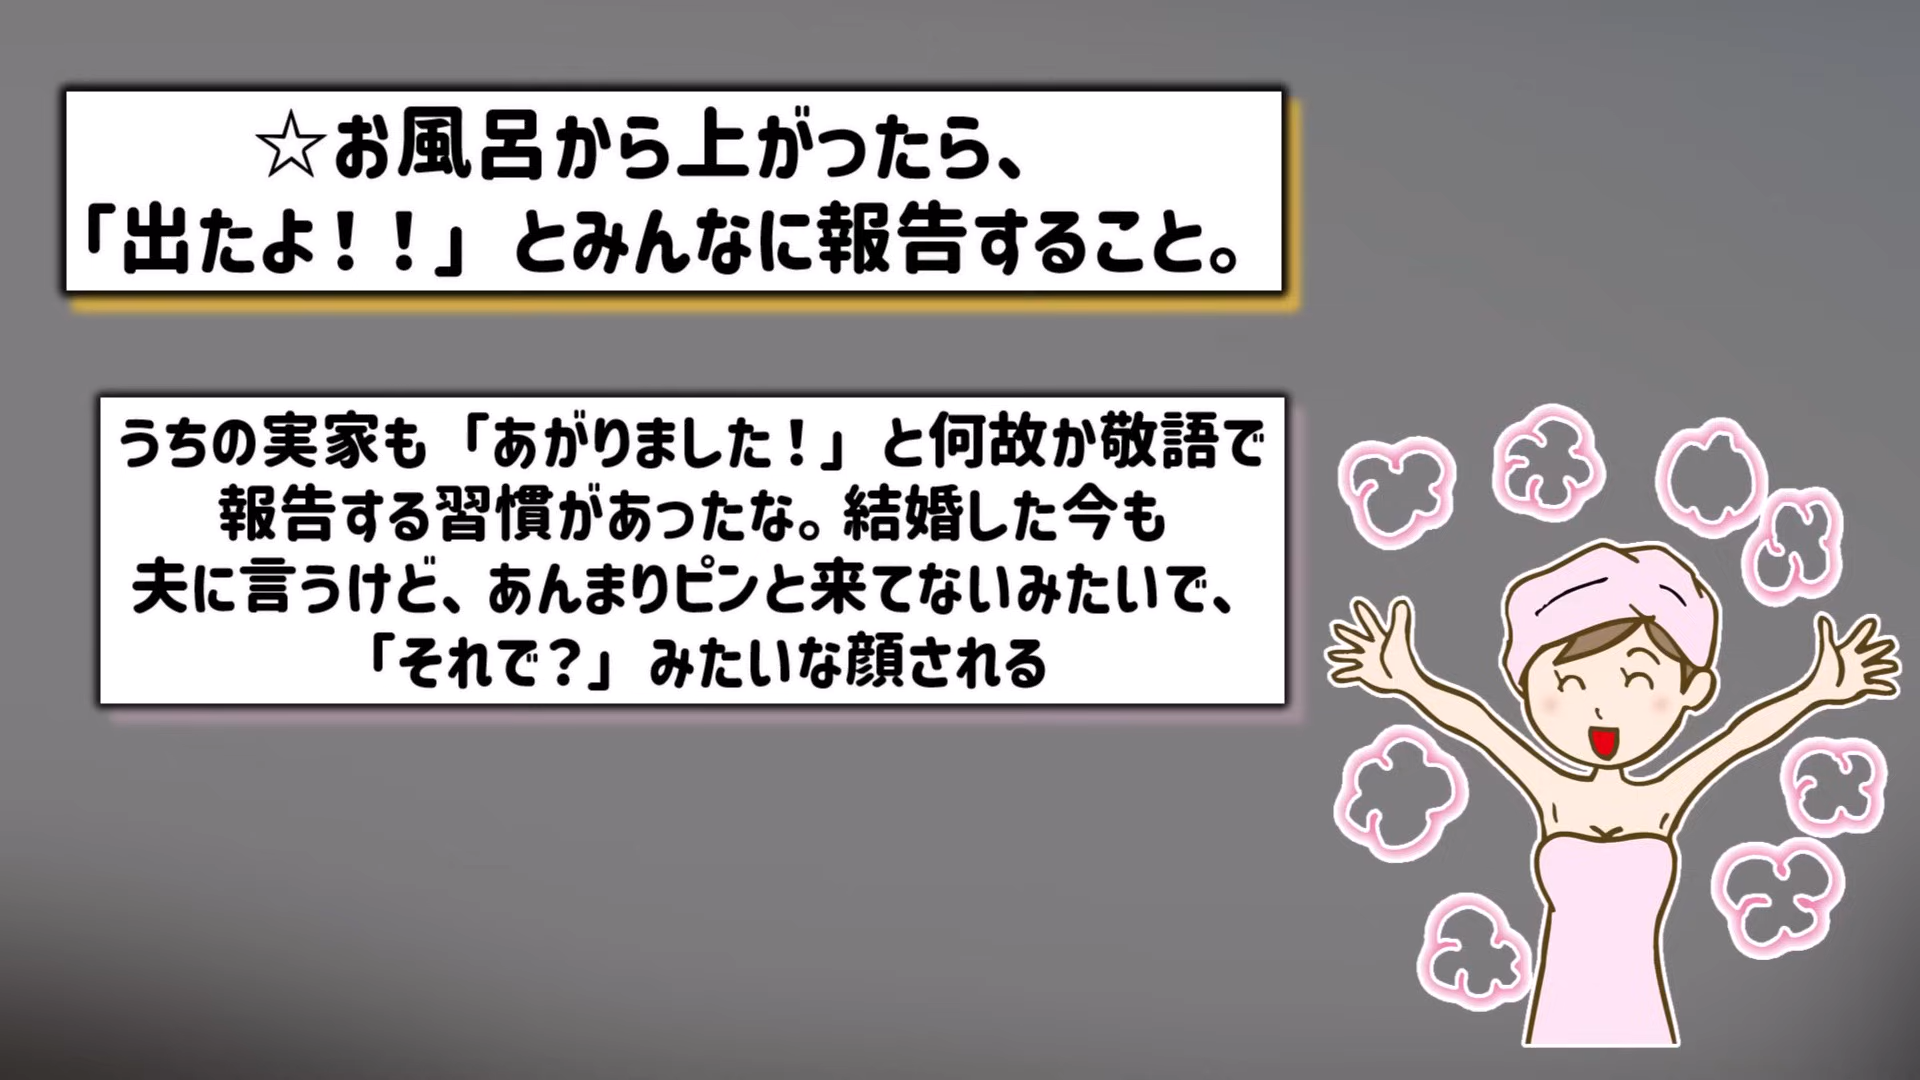 ☆お風呂から上がったら、
「出たよ！！」とみんなに報告すること。
うちの実家も「あがりました！」と何故か敬語で
報告する習慣があったな。結婚した今も
夫に言うけど、あんまりピンと来てないみたいで、
「それで？」みたいな顔される